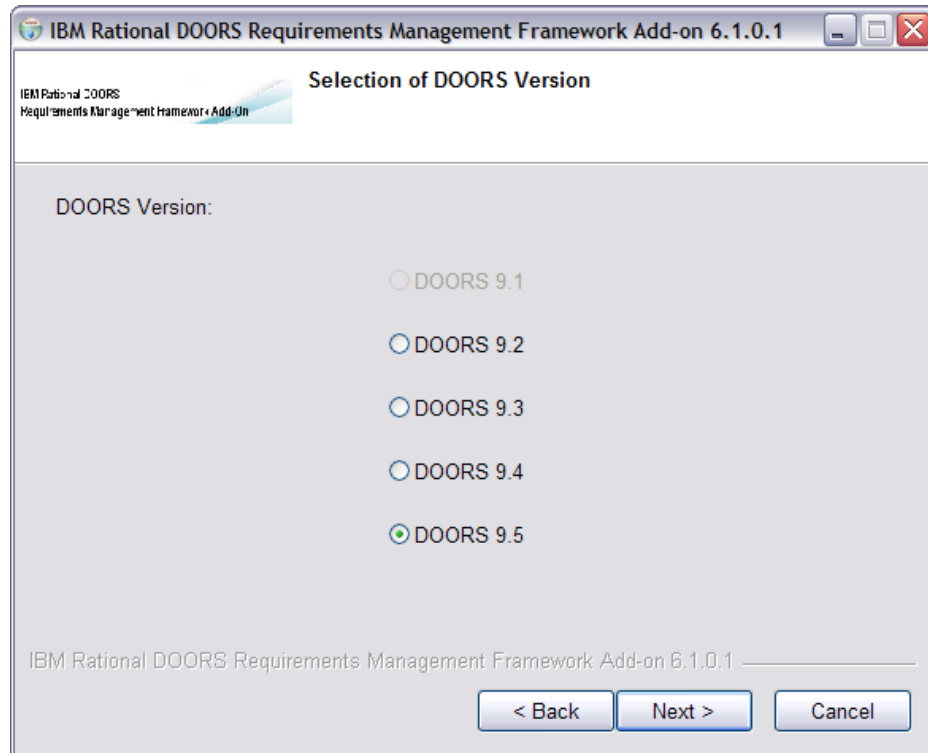 IBM Rational DOORS Requirements Management Framework Add-on 6.1.0.1
Selection of DOORS Version
IBM Rational DOORS
Requirements Management Framework Add-On
DOORS Version:
DOORS 9.1
DOORS 9.2
DOORS 9.3
DOORS 9.4
DOORS 9.5
IBM Rational DOORS Requirements Management Framework Add-on 6.1.0.1
< Back
Next >
Cancel